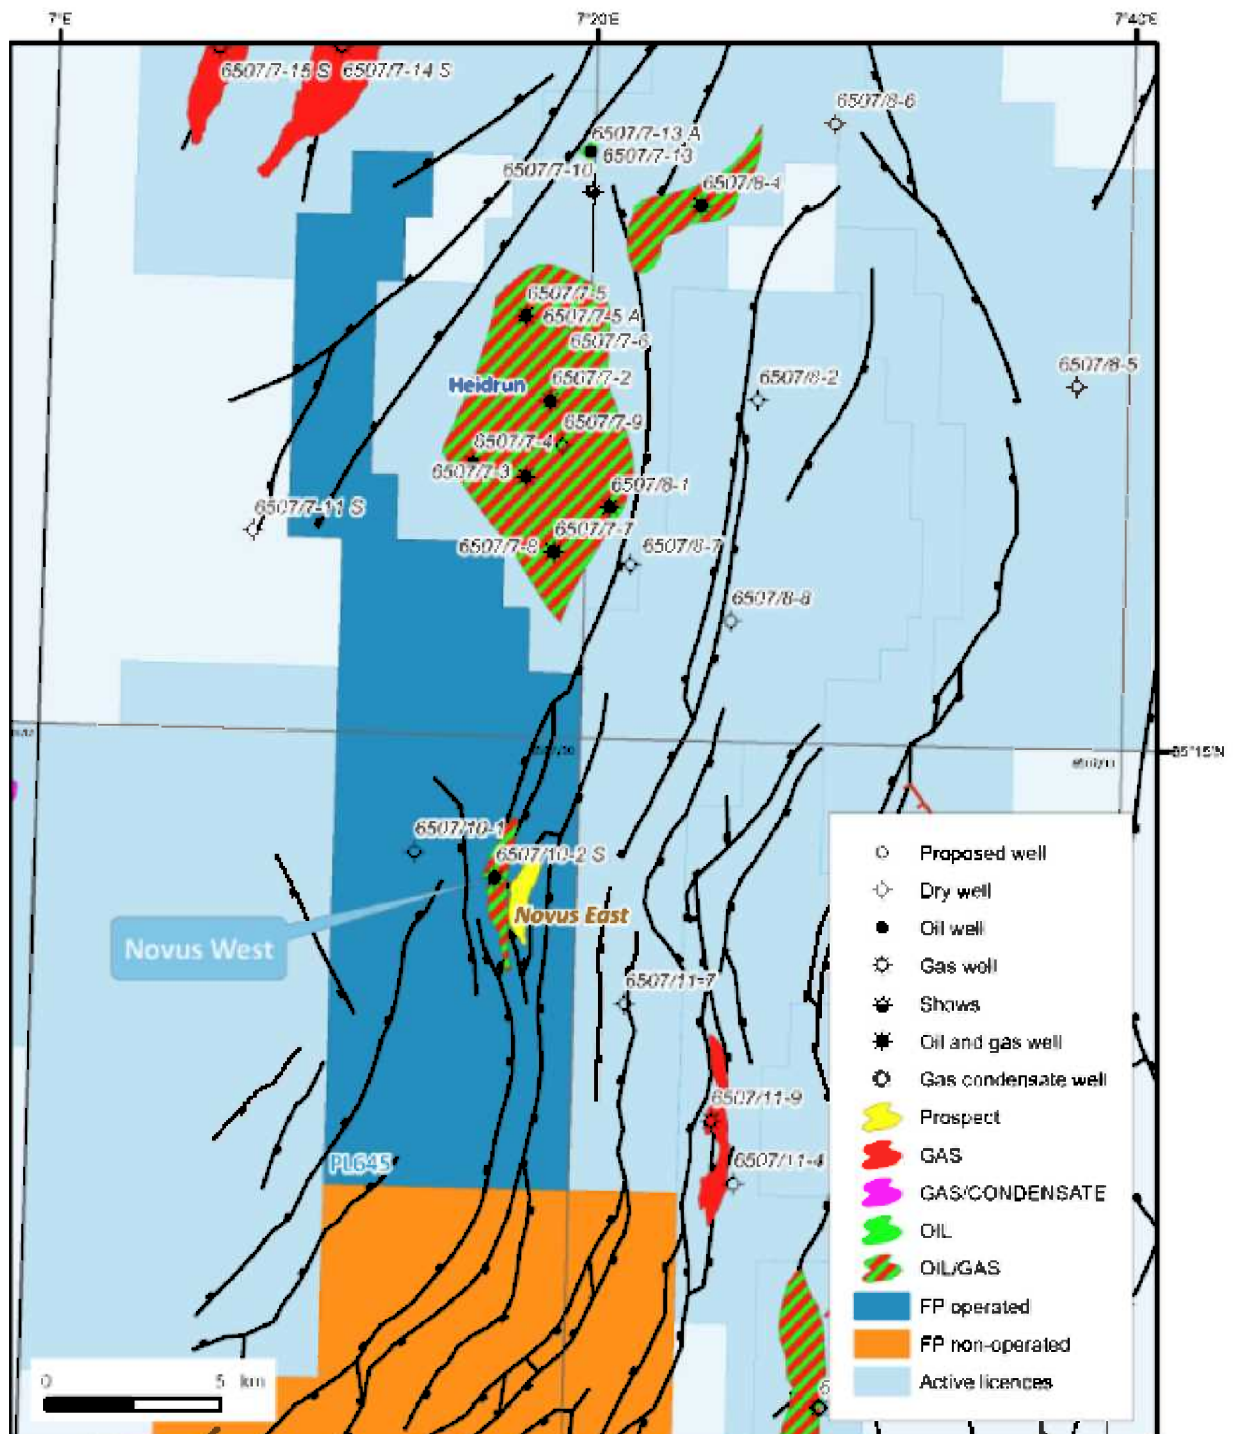 7°E
7°20'E
7°40'E
6507/7-15 S
6507/7-14 S
6507/8-6
6507/7-13 A
6507/7-13
6507/7-10
6507/8-4
6507/7-5
6507/7-5 A
6507/7-6
6507/8-5
Heidrun
6507/7-2
6507/8-2
6507/7-9
6507/7-4
6507/7-3
6507/8-1
6507/7-11 S
6507/7-7
6507/7-8
6507/8-7
6507/8-8
65°15'N
6507/10-1
6507/10-2 S
Novus East
Novus West
6507/11-7
6507/11-9
6507/11-4
PL645
Proposed well
Dry well
Oil well
Gas well
Shows
Oil and gas well
Gas condensate well
Prospect
GAS
GAS/CONDENSATE
OIL
OIL/GAS
FP operated
FP non-operated
Active licences
0 5 km